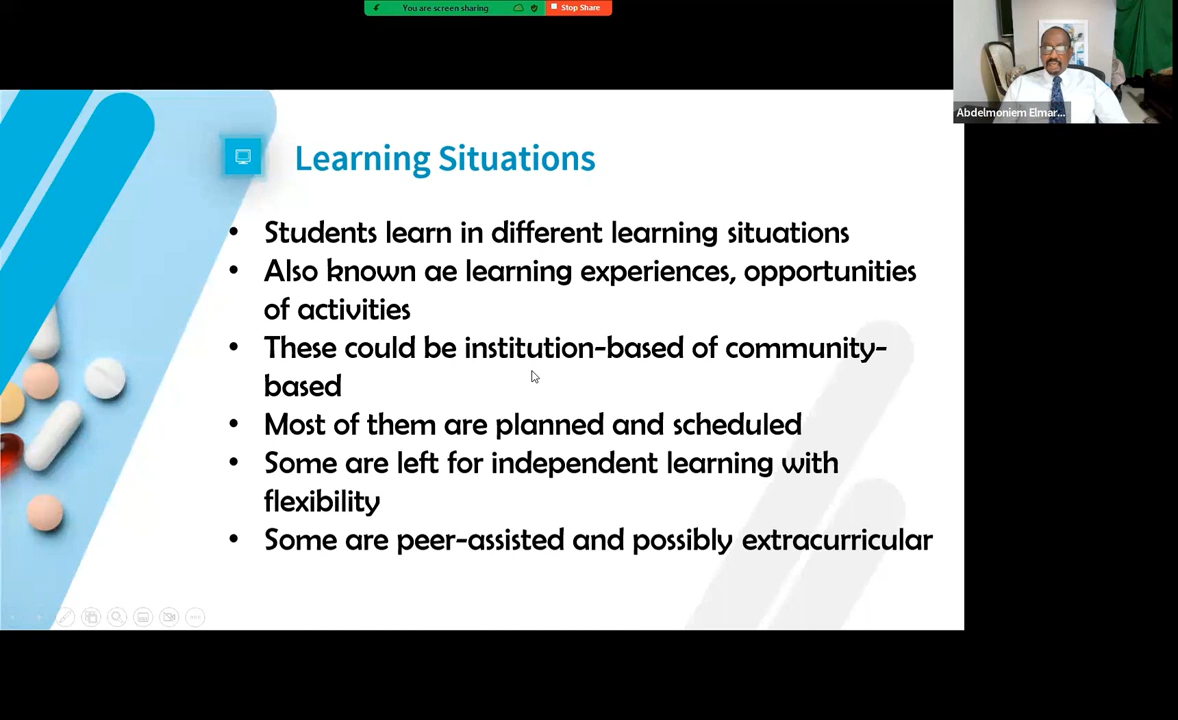 You are screen sharing
Stop Share
Abdelmoniem Elmar...
Learning Situations
• Students learn in different learning situations
• Also known ae learning experiences, opportunities
of activities
• These could be institution-based of community-
based
• Most of them are planned and scheduled
• Some are left for independent learning with
flexibility
• Some are peer-assisted and possibly extracurricular